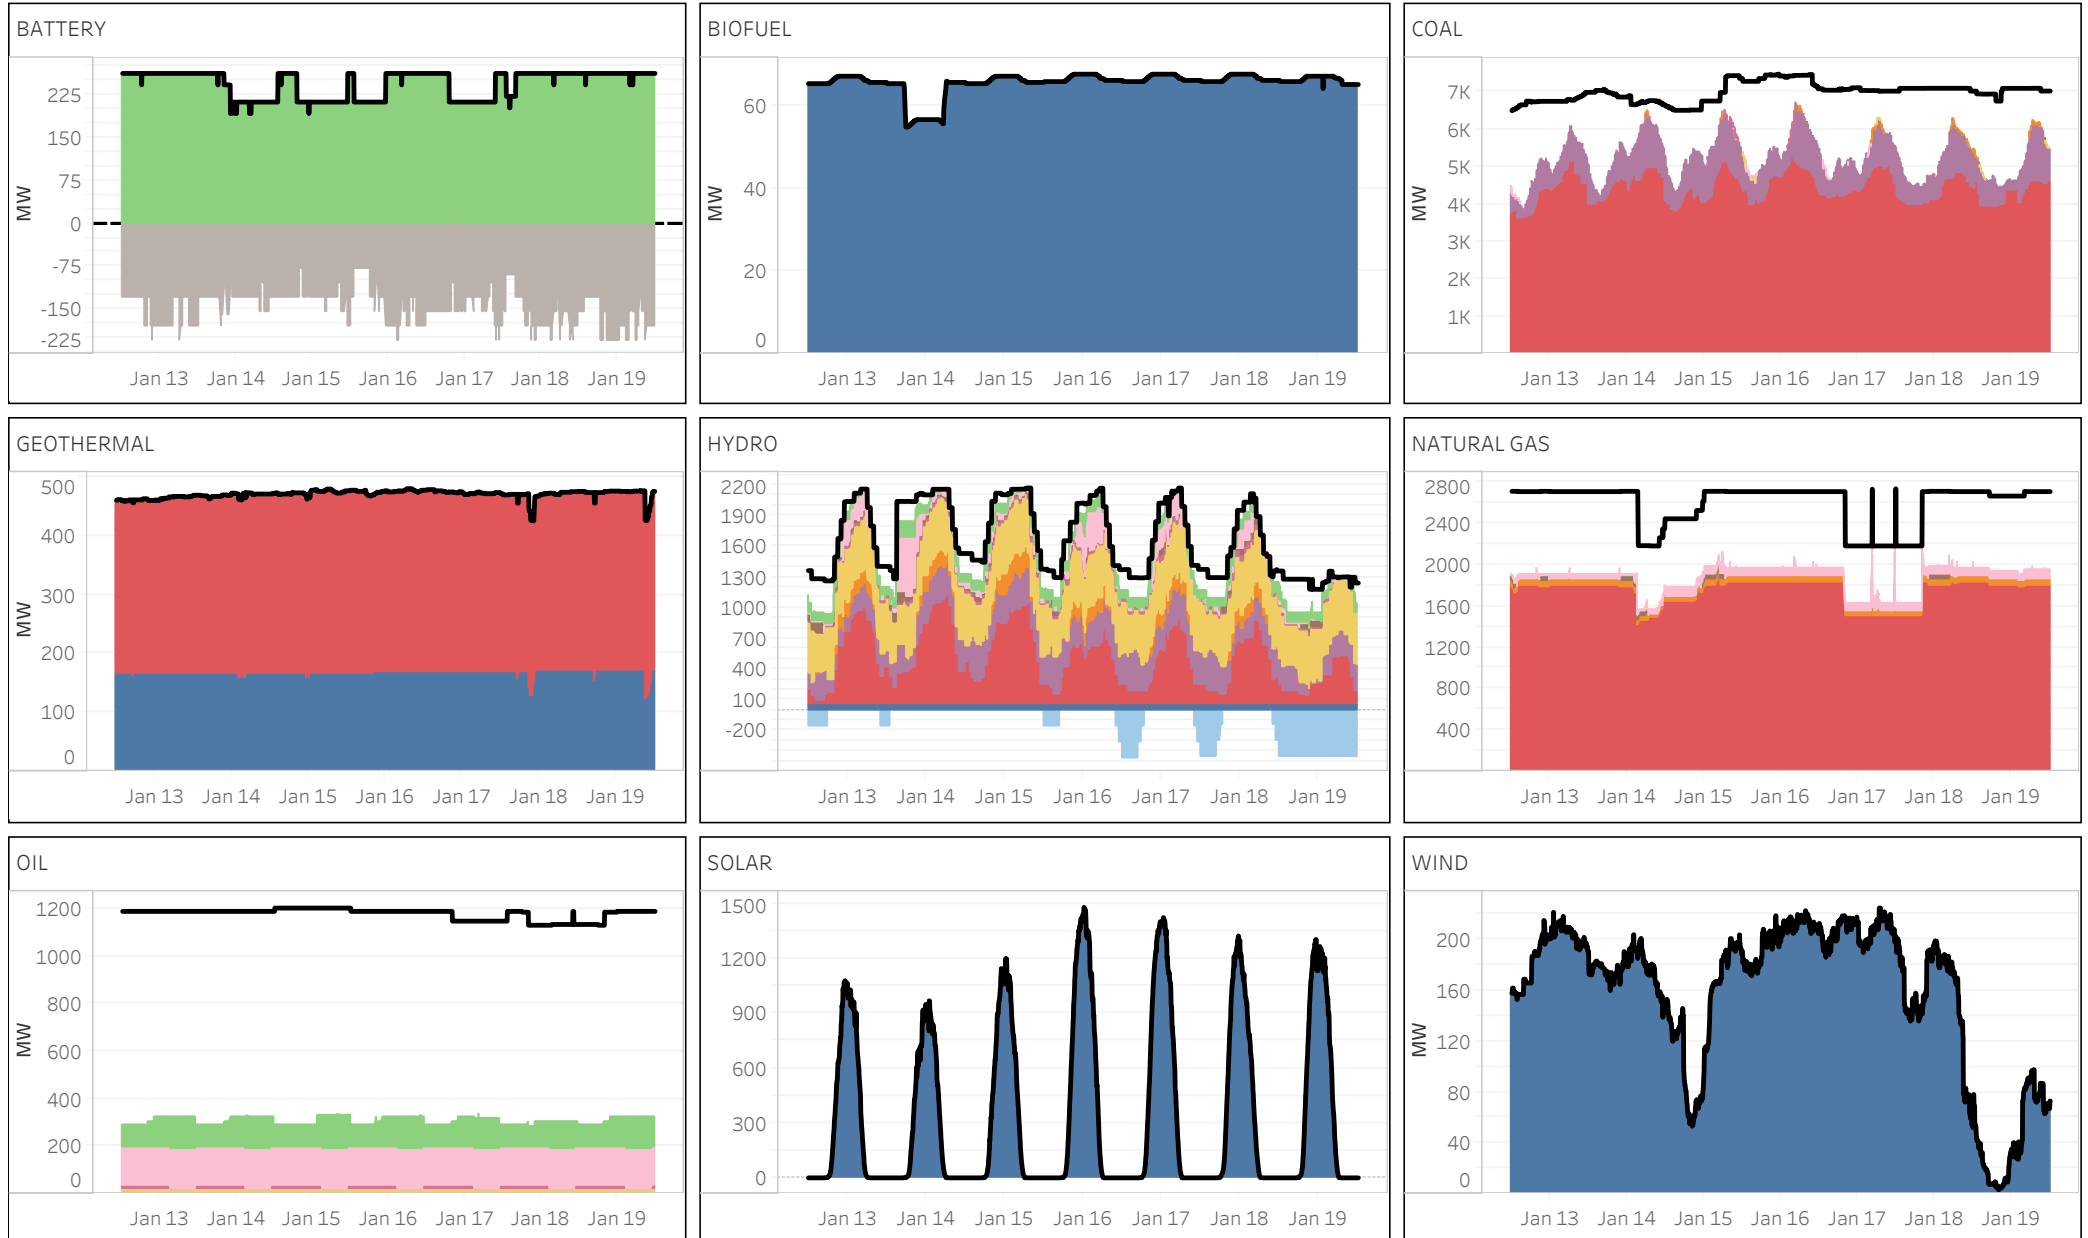 BATTERY
MW
225
150
75
0
-75
-150
-225
Jan 13 Jan 14 Jan 15 Jan 16 Jan 17 Jan 18 Jan 19
BIOFUEL
MW
60
40
20
0
Jan 13 Jan 14 Jan 15 Jan 16 Jan 17 Jan 18 Jan 19
COAL
MW
7K
6K
5K
4K
3K
2K
1K
Jan 13 Jan 14 Jan 15 Jan 16 Jan 17 Jan 18 Jan 19
GEOTHERMAL
MW
500
400
300
200
100
0
Jan 13 Jan 14 Jan 15 Jan 16 Jan 17 Jan 18 Jan 19
HYDRO
MW
2200
1900
1600
1300
1000
700
400
100
-200
Jan 13 Jan 14 Jan 15 Jan 16 Jan 17 Jan 18 Jan 19
NATURAL GAS
MW
2800
2400
2000
1600
1200
800
400
Jan 13 Jan 14 Jan 15 Jan 16 Jan 17 Jan 18 Jan 19
OIL
MW
1200
1000
800
600
400
200
0
Jan 13 Jan 14 Jan 15 Jan 16 Jan 17 Jan 18 Jan 19
SOLAR
MW
1500
1200
900
600
300
0
Jan 13 Jan 14 Jan 15 Jan 16 Jan 17 Jan 18 Jan 19
WIND
MW
200
160
120
80
40
0
Jan 13 Jan 14 Jan 15 Jan 16 Jan 17 Jan 18 Jan 19